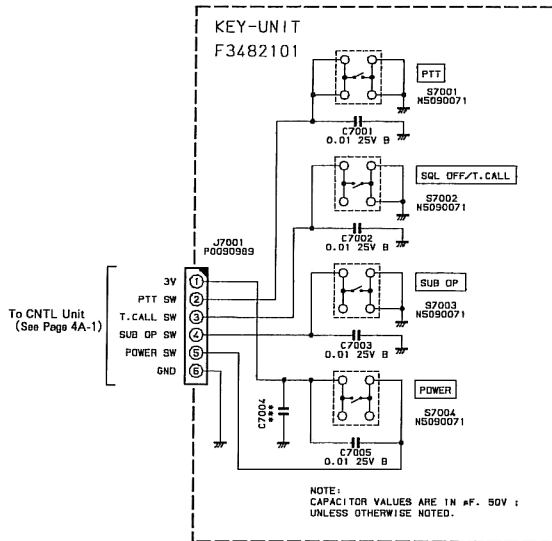 KEY-UNIT
F3482101
PTT
S7001
N5090071
C7001
0.01 25V B
SQL OFF/T.CALL
S7002
N5090071
C7002
0.01 25V B
J7001
P0090989
To CNTL Unit
(See Page 4A-1)
3V 1
PTT SW 2
T.CALL SW 3
SUB OP SW 4
POWER SW 5
GND 6
SUB OP
S7003
N5090071
C7003
0.01 25V B
POWER
S7004
N5090071
C7004
***
C7005
0.01 25V B
NOTE:
CAPACITOR VALUES ARE IN μF. 50V ;
UNLESS OTHERWISE NOTED.